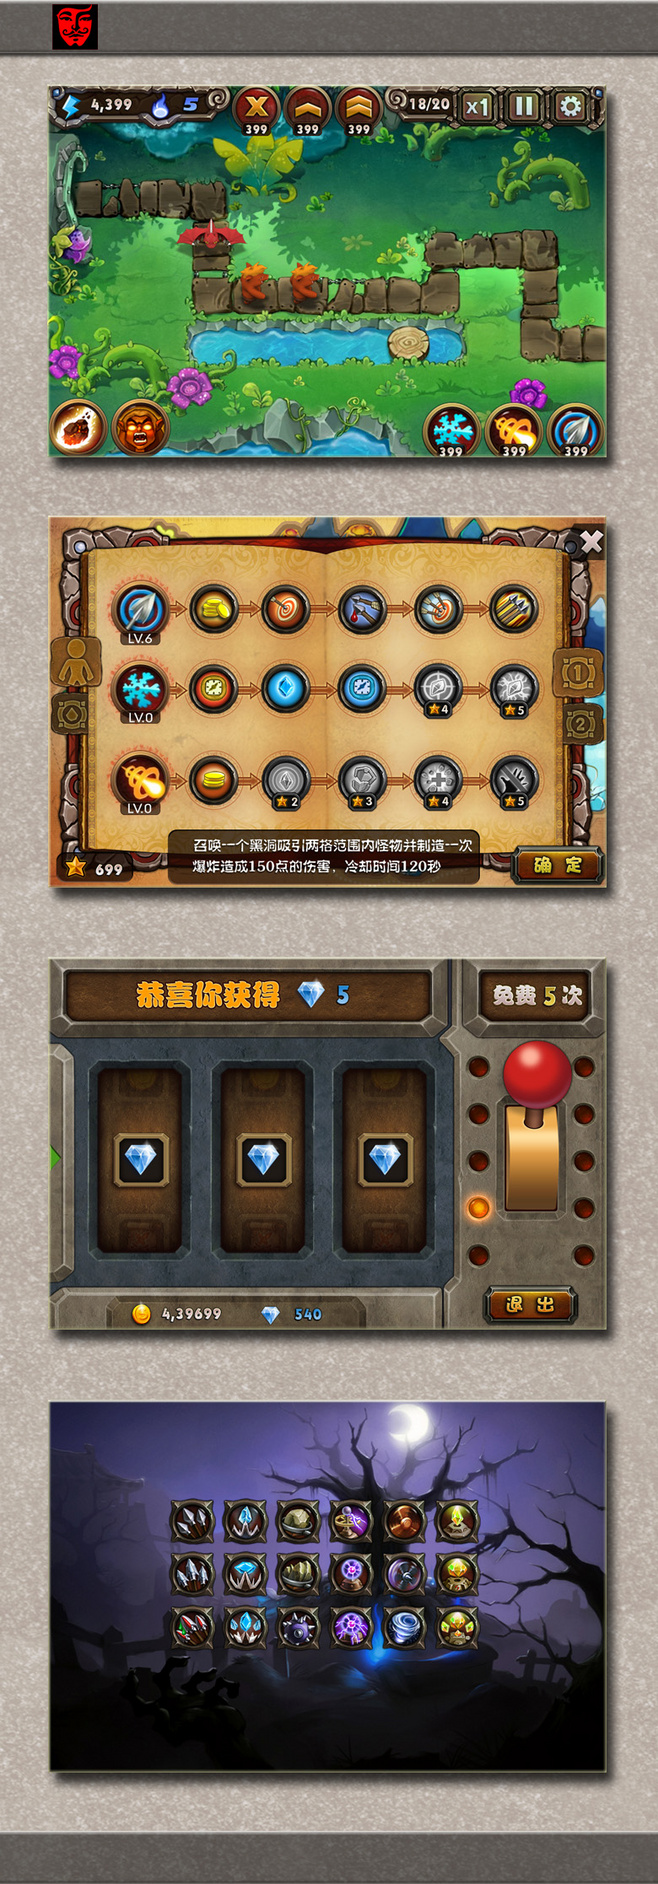 4,399
5
18/20
x1
X
399
399
399
399
399
399
LV.6
LV.0
4
5
1
2
LV.0
2
3
4
5
召唤一个黑洞吸引两格范围内怪物并制造一次
爆炸造成150点的伤害，冷却时间120秒
699
确定
恭喜你获得 5
免费5次
4,39699
540
退出